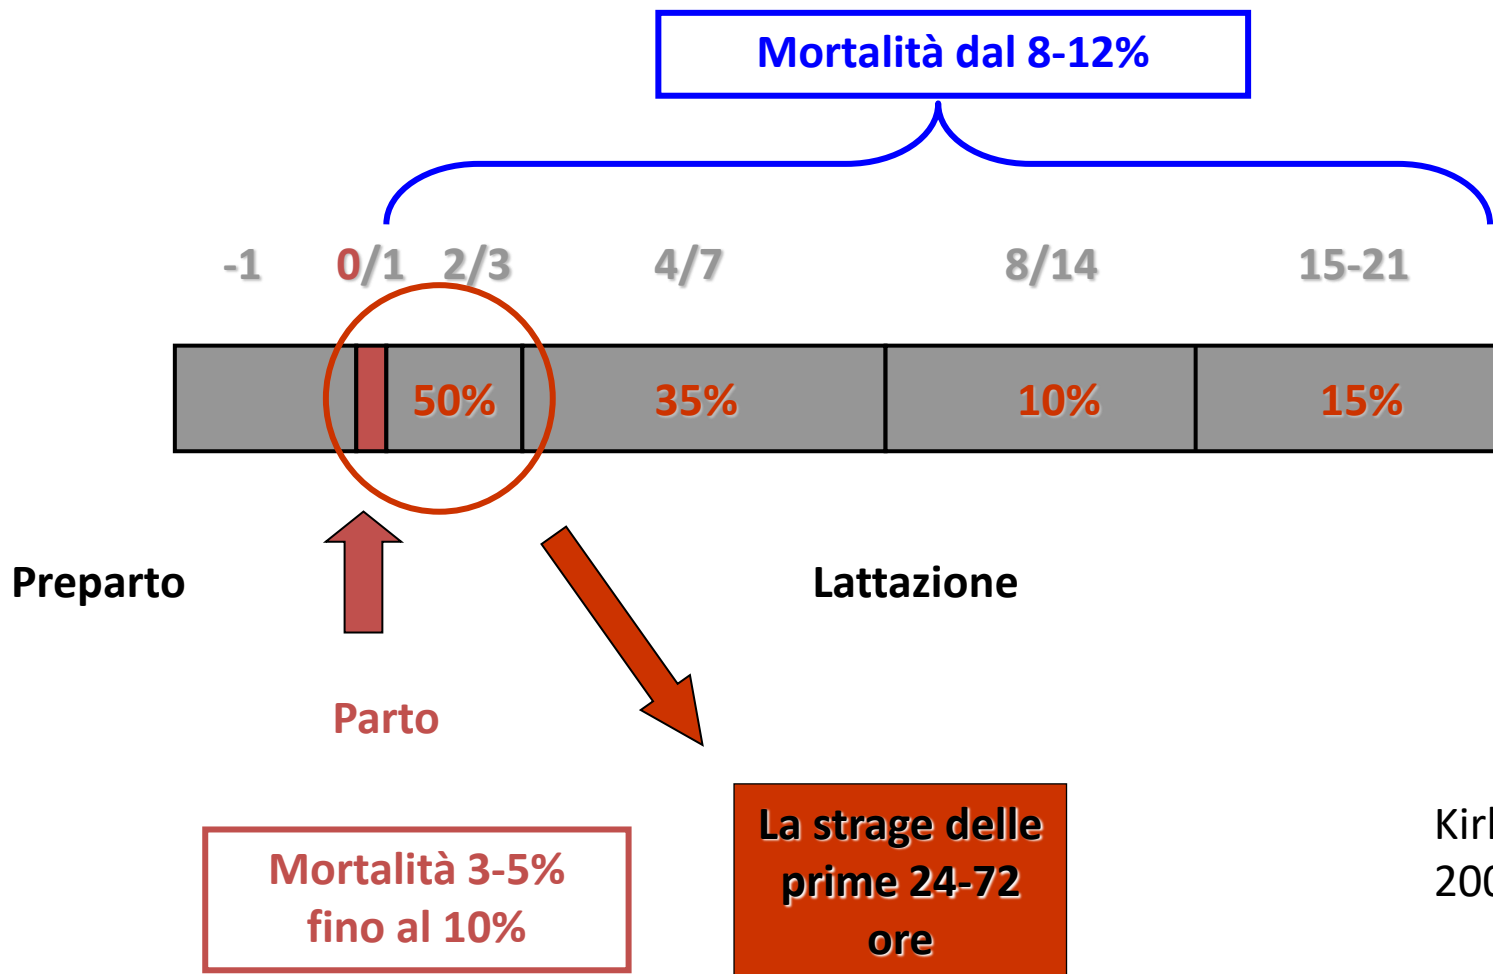 Mortalità dal 8-12%
-1 0/1 2/3 4/7 8/14 15-21
50% 35% 10% 15%
Preparto
Lattazione
Parto
Mortalità 3-5%
fino al 10%
La strage delle
prime 24-72
ore